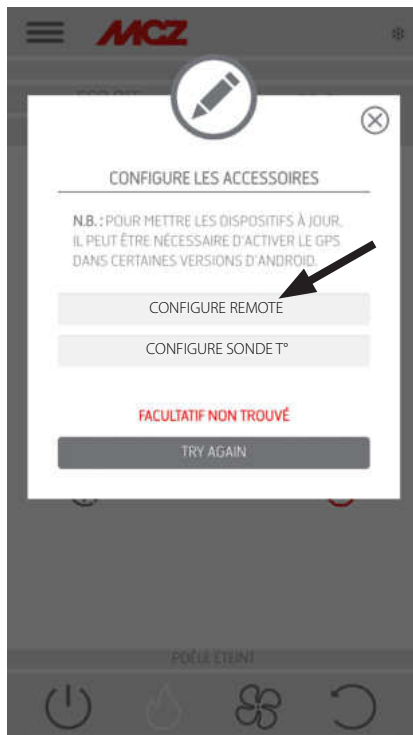 MCZ
CONFIGURE LES ACCESSOIRES
N.B. : POUR METTRE LES DISPOSITIFS À JOUR,
IL PEUT ÊTRE NÉCESSAIRE D'ACTIVER LE GPS
DANS CERTAINES VERSIONS D'ANDROID.
CONFIGURE REMOTE
CONFIGURE SONDE T°
FACULTATIF NON TROUVÉ
TRY AGAIN
POÊLE ÉTEINT